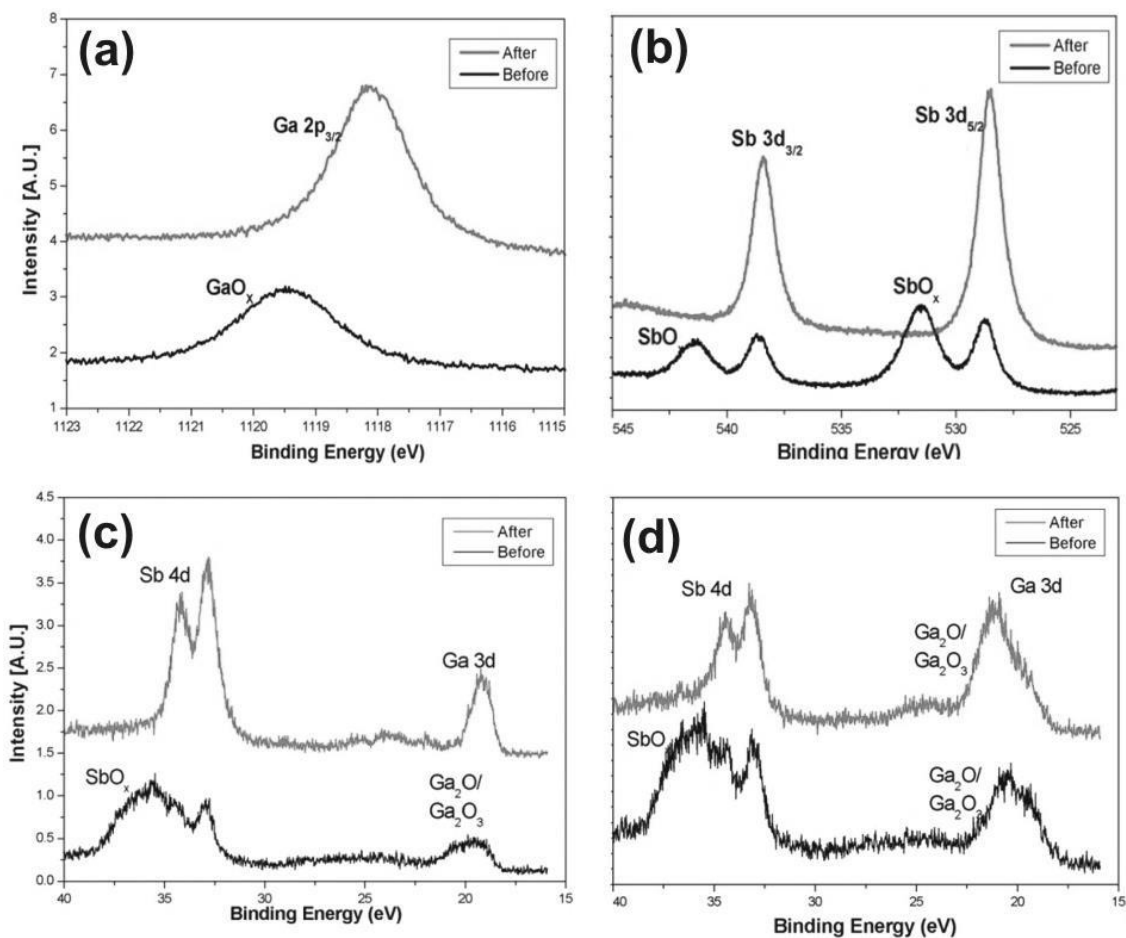 (a)
After
Before
Ga 2p3/2
GaOx
Intensity [A.U.]
8
7
6
5
4
3
2
1
1123 1122 1121 1120 1119 1118 1117 1116 1115
Binding Energy (eV)
(b)
After
Before
Sb 3d3/2
Sb 3d5/2
SbOx
SbO
545 540 535 530 525
Binding Energy (eV)
(c)
After
Before
Sb 4d
Ga 3d
SbOx
Ga2O/
Ga2O3
Intensity [A.U.]
4.5
4.0
3.5
3.0
2.5
2.0
1.5
1.0
0.5
0.0
40 35 30 25 20 15
Binding Energy (eV)
(d)
After
Before
Sb 4d
Ga 3d
Ga2O/
Ga2O3
SbO
Ga2O/
Ga2O3
40 35 30 25 20 15
Binding Energy (eV)